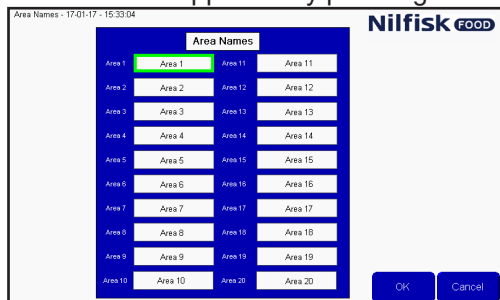 Area Names - 17-01-17 - 15:33:04
Nilfisk FOOD
Area Names
Area 1 Area 1 Area 11 Area 11
Area 2 Area 2 Area 12 Area 12
Area 3 Area 3 Area 13 Area 13
Area 4 Area 4 Area 14 Area 14
Area 5 Area 5 Area 15 Area 15
Area 6 Area 6 Area 16 Area 16
Area 7 Area 7 Area 17 Area 17
Area 8 Area 8 Area 18 Area 18
Area 9 Area 9 Area 19 Area 19
Area 10 Area 10 Area 20 Area 20
OK Cancel